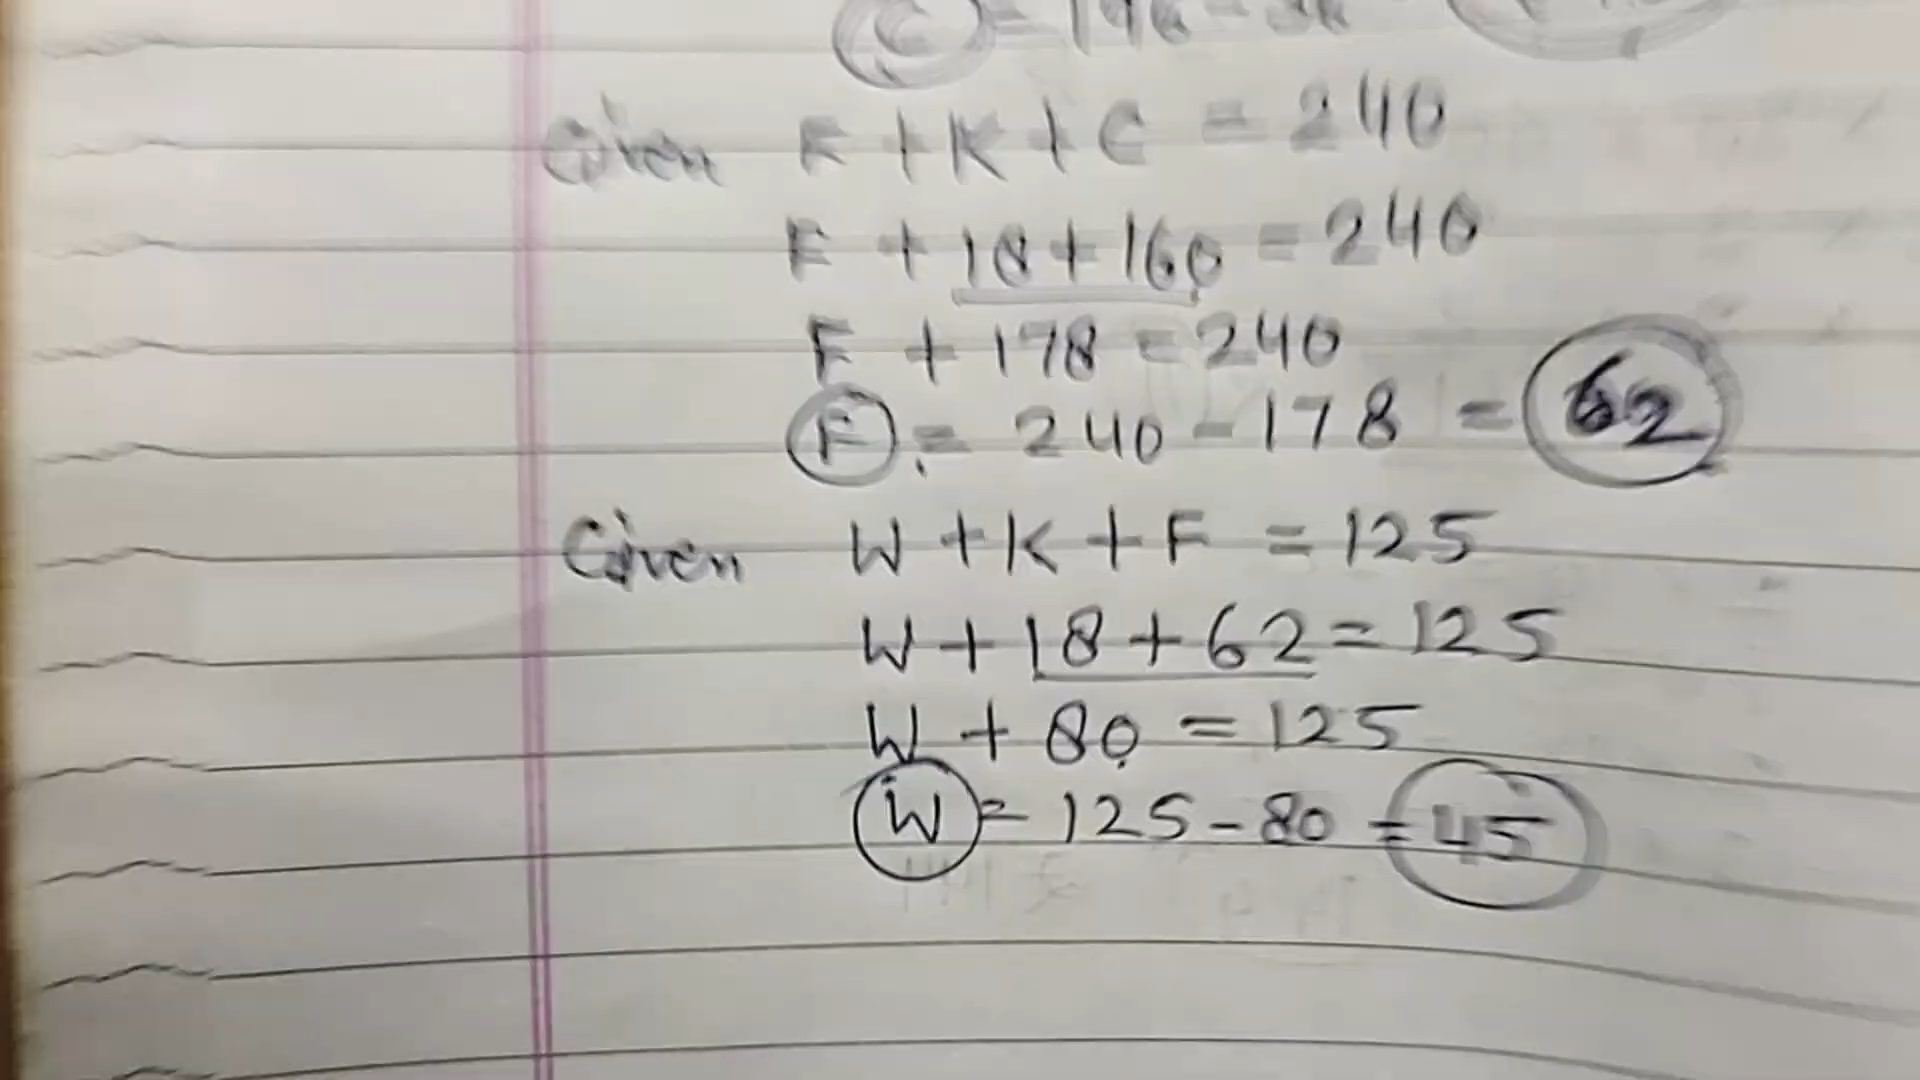 Given F + K + C = 240
F + 18 + 160 = 240
F + 178 = 240
F = 240 - 178 = 62
Given W + K + F = 125
W + 18 + 62 = 125
W + 80 = 125
W = 125 - 80 = 45